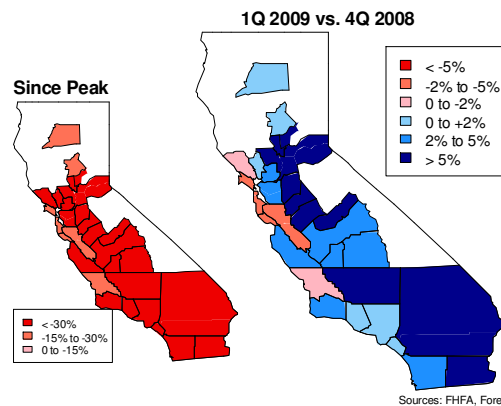 1Q 2009 vs. 4Q 2008
< -5%
-2% to -5%
0 to -2%
0 to +2%
2% to 5%
> 5%
Since Peak
<-30%
-15% to -30%
0 to -15%
Sources: FHFA, Fore